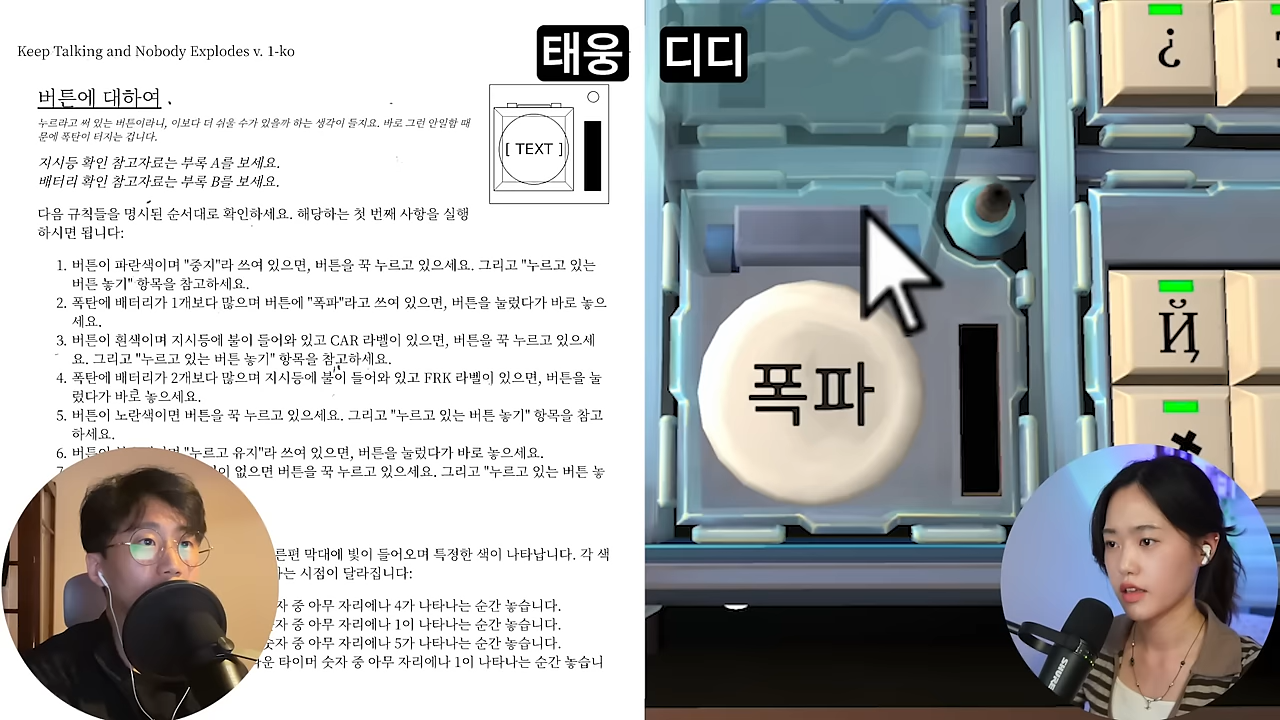 Keep Talking and Nobody Explodes v. 1-ko
태웅
디디
버튼에 대하여
누르라고 써 있는 버튼이라니, 이보다 더 쉬울 수가 있을까 하는 생각이 들지요. 바로 그런 안일함 때
문에 폭탄이 터지는 겁니다.
[ TEXT ]
지시등 확인 참고자료는 부록 A를 보세요.
배터리 확인 참고자료는 부록 B를 보세요.
다음 규칙들을 명시된 순서대로 확인하세요. 해당하는 첫 번째 사항을 실행
하시면 됩니다:
1. 버튼이 파란색이며 "중지"라 쓰여 있으면, 버튼을 꾹 누르고 있으세요. 그리고 "누르고 있는
버튼 놓기" 항목을 참고하세요.
2. 폭탄에 배터리가 1개보다 많으며 버튼에 "폭파"라고 쓰여 있으면, 버튼을 눌렀다가 바로 놓으
세요.
3. 버튼이 흰색이며 지시등에 불이 들어와 있고 CAR 라벨이 있으면, 버튼을 꾹 누르고 있으세
요. 그리고 "누르고 있는 버튼 놓기" 항목을 참고하세요.
4. 폭탄에 배터리가 2개보다 많으며 지시등에 불이 들어와 있고 FRK 라벨이 있으면, 버튼을 눌
렀다가 바로 놓으세요.
5. 버튼이 노란색이면 버튼을 꾹 누르고 있으세요. 그리고 "누르고 있는 버튼 놓기" 항목을 참고
하세요.
6. "누르고 유지"라 쓰여 있으면, 버튼을 눌렀다가 바로 놓으세요.
없으면 버튼을 꾹 누르고 있으세요. 그리고 "누르고 있는 버튼 놓
막대에 빛이 들어오며 특정한 색이 나타납니다. 각 색
시점이 달라집니다:
중 아무 자리에나 4가 나타나는 순간 놓습니다.
중 아무 자리에나 1이 나타나는 순간 놓습니다.
중 아무 자리에나 5가 나타나는 순간 놓습니다.
타이머 숫자 중 아무 자리에나 1이 나타나는 순간 놓습니
¿
Ҋ
폭파
SHURE